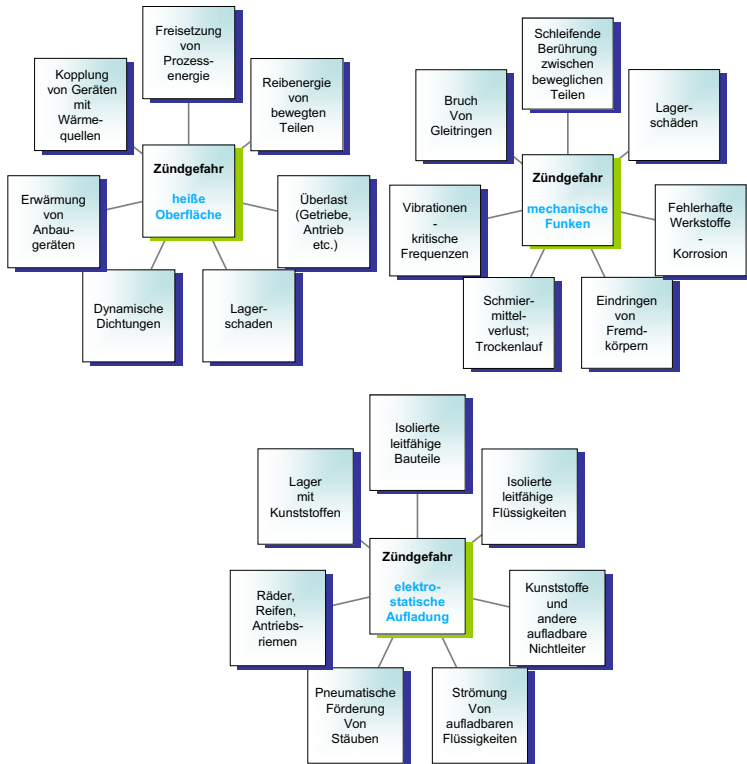 Freisetzung
von
Prozess-
energie
Kopplung
von Geräten
mit
Wärme-
quellen
Reibenergie
von
bewegten
Teilen
Zündgefahr
heiße
Oberfläche
Erwärmung
von
Anbau-
geräten
Überlast
(Getriebe,
Antrieb
etc.)
Dynamische
Dichtungen
Lager-
schaden
Schleifende
Berührung
zwischen
beweglichen
Teilen
Bruch
Von
Gleitringen
Lager-
schäden
Zündgefahr
mechanische
Funken
Vibrationen
-
kritische
Frequenzen
Fehlerhafte
Werkstoffe
-
Korrosion
Schmier-
mittel-
verlust;
Trockenlauf
Eindringen
von
Fremd-
körpern
Isolierte
leitfähige
Bauteile
Lager
mit
Kunststoffen
Isolierte
leitfähige
Flüssigkeiten
Zündgefahr
elektro-
statische
Aufladung
Räder,
Reifen,
Antriebs-
riemen
Kunststoffe
und
andere
aufladbare
Nichtleiter
Pneumatische
Förderung
Von
Stäuben
Strömung
Von
aufladbaren
Flüssigkeiten